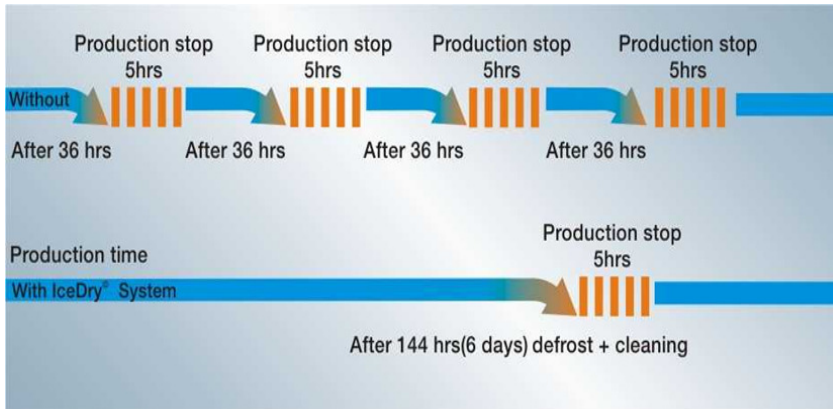 Production stop
5hrs
Production stop
5hrs
Production stop
5hrs
Production stop
5hrs
Without
After 36 hrs
After 36 hrs
After 36 hrs
After 36 hrs
Production stop
5hrs
Production time
With IceDry® System
After 144 hrs(6 days) defrost + cleaning